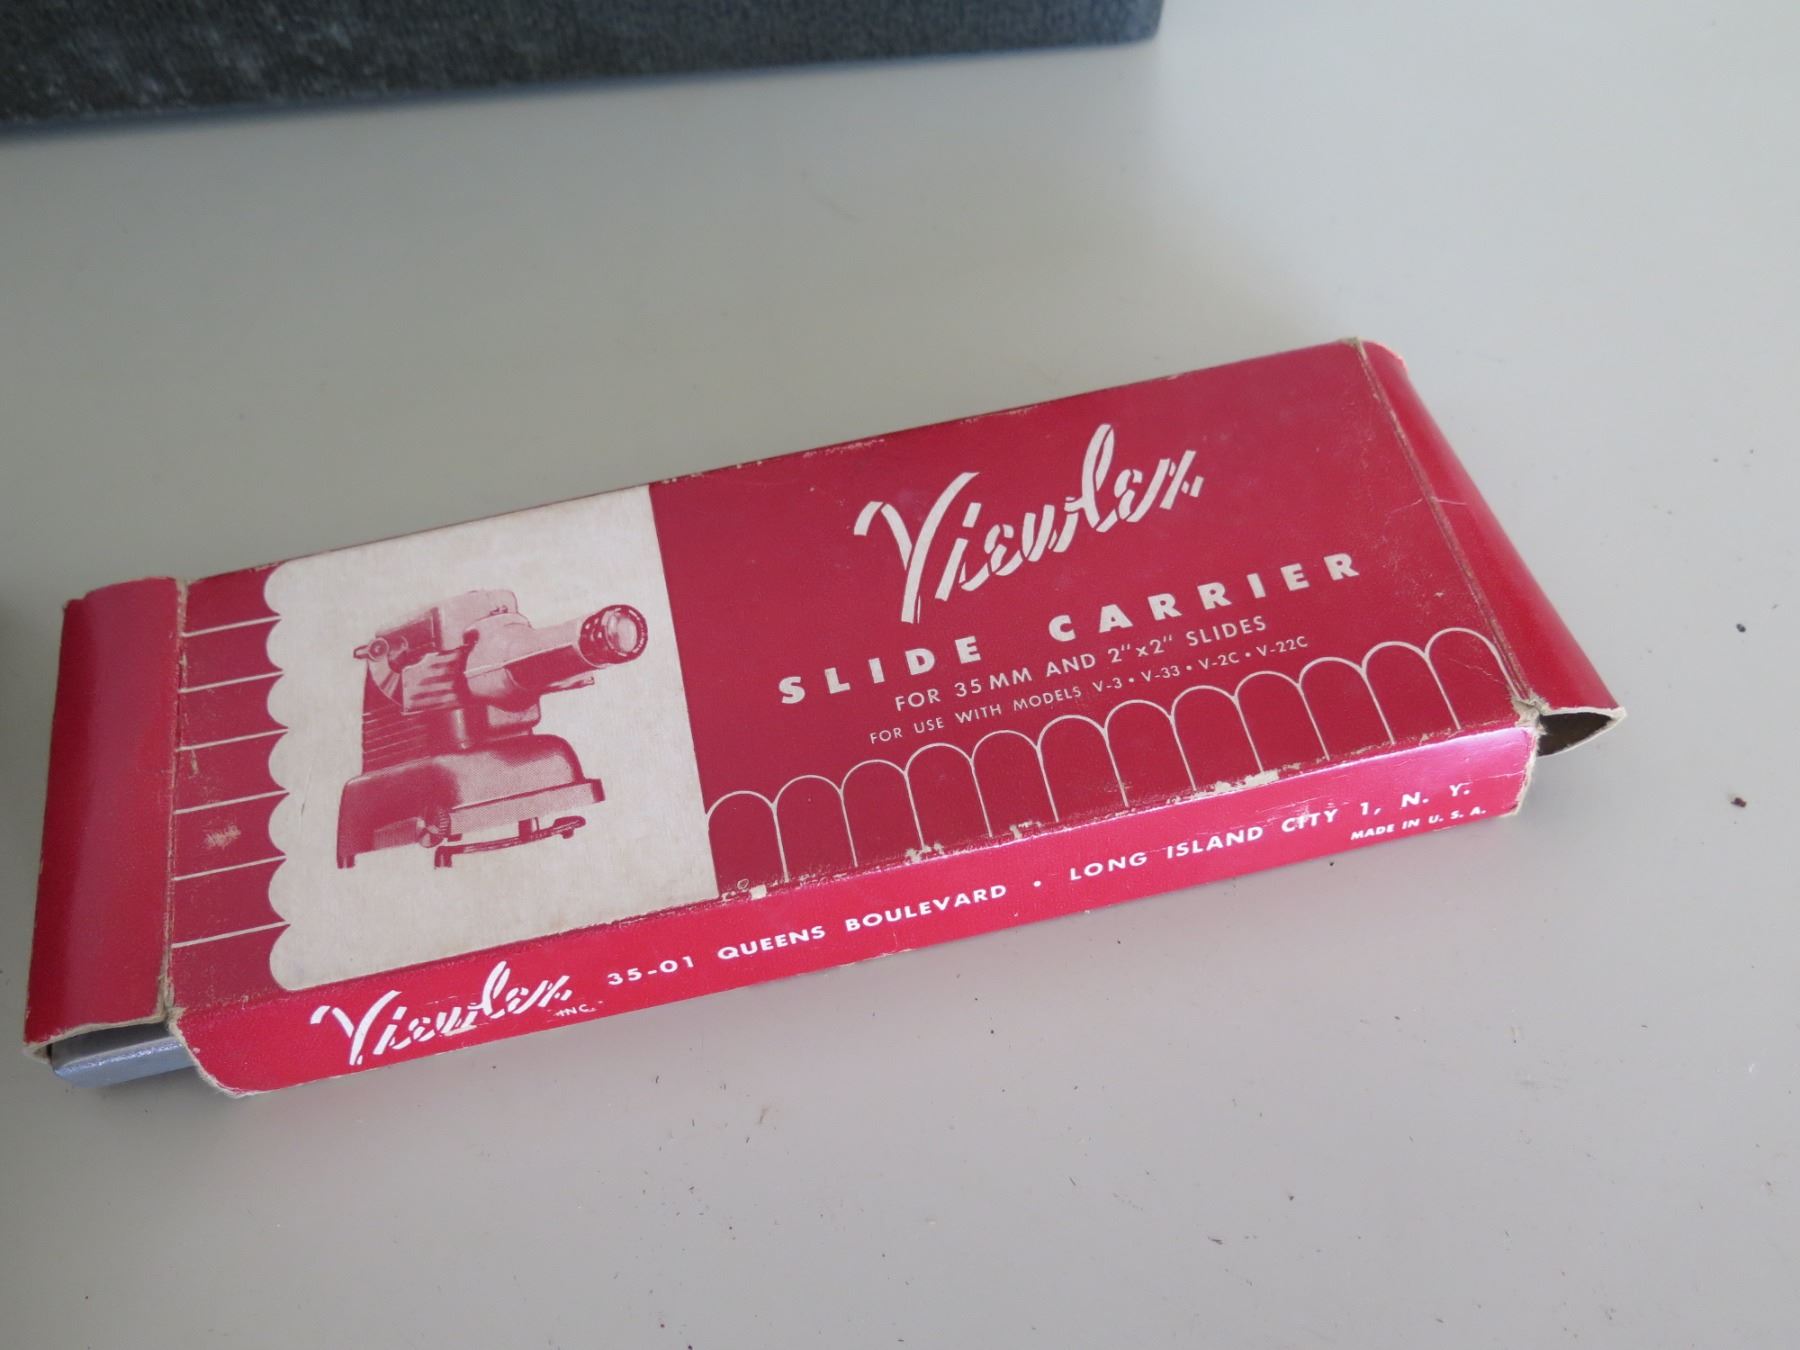 Viewlex
SLIDE CARRIER
FOR 35MM AND 2"x2" SLIDES
FOR USE WITH MODELS V-3 • V-33 • V-2C • V-22C
Viewlex INC. 35-01 QUEENS BOULEVARD • LONG ISLAND CITY 1, N. Y.
MADE IN U. S. A.